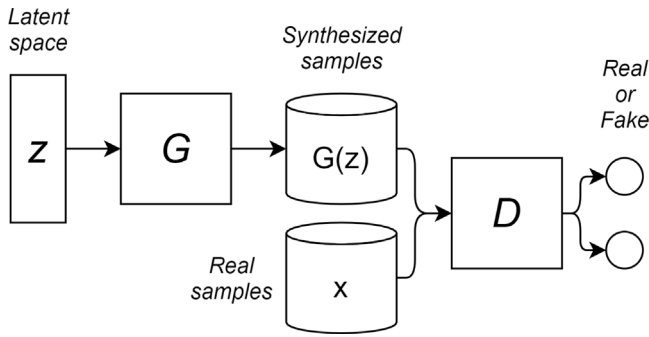 Latent
space
z
G
Synthesized
samples
G(z)
Real
samples
x
D
Real
or
Fake